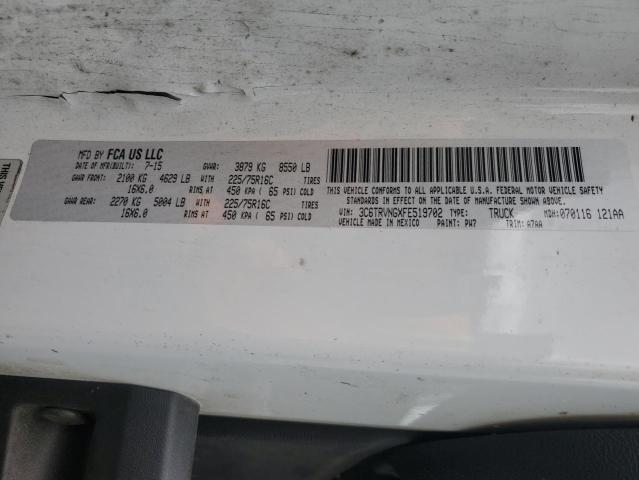 MFD BY FCA US LLC
DATE OF MFR(BUILT): 7-15 GVWR: 3879 KG 8550 LB
GAWR FRONT: 2100 KG 4629 LB WITH 225/75R16C TIRES
16X6.0 RIMS AT 450 KPA ( 65 PSI) COLD
GAWR REAR: 2270 KG 5004 LB WITH 225/75R16C TIRES
16X6.0 RIMS AT 450 KPA ( 65 PSI) COLD
THIS VEHICLE CONFORMS TO ALL APPLICABLE U.S.A. FEDERAL MOTOR VEHICLE SAFETY
STANDARDS IN EFFECT ON THE DATE OF MANUFACTURE SHOWN ABOVE.
VIN: 3C6TRVNGXFE519702 TYPE: TRUCK MDH:070116 121AA
VEHICLE MADE IN MEXICO PAINT: PW7 TRIM: A7AA
THIS